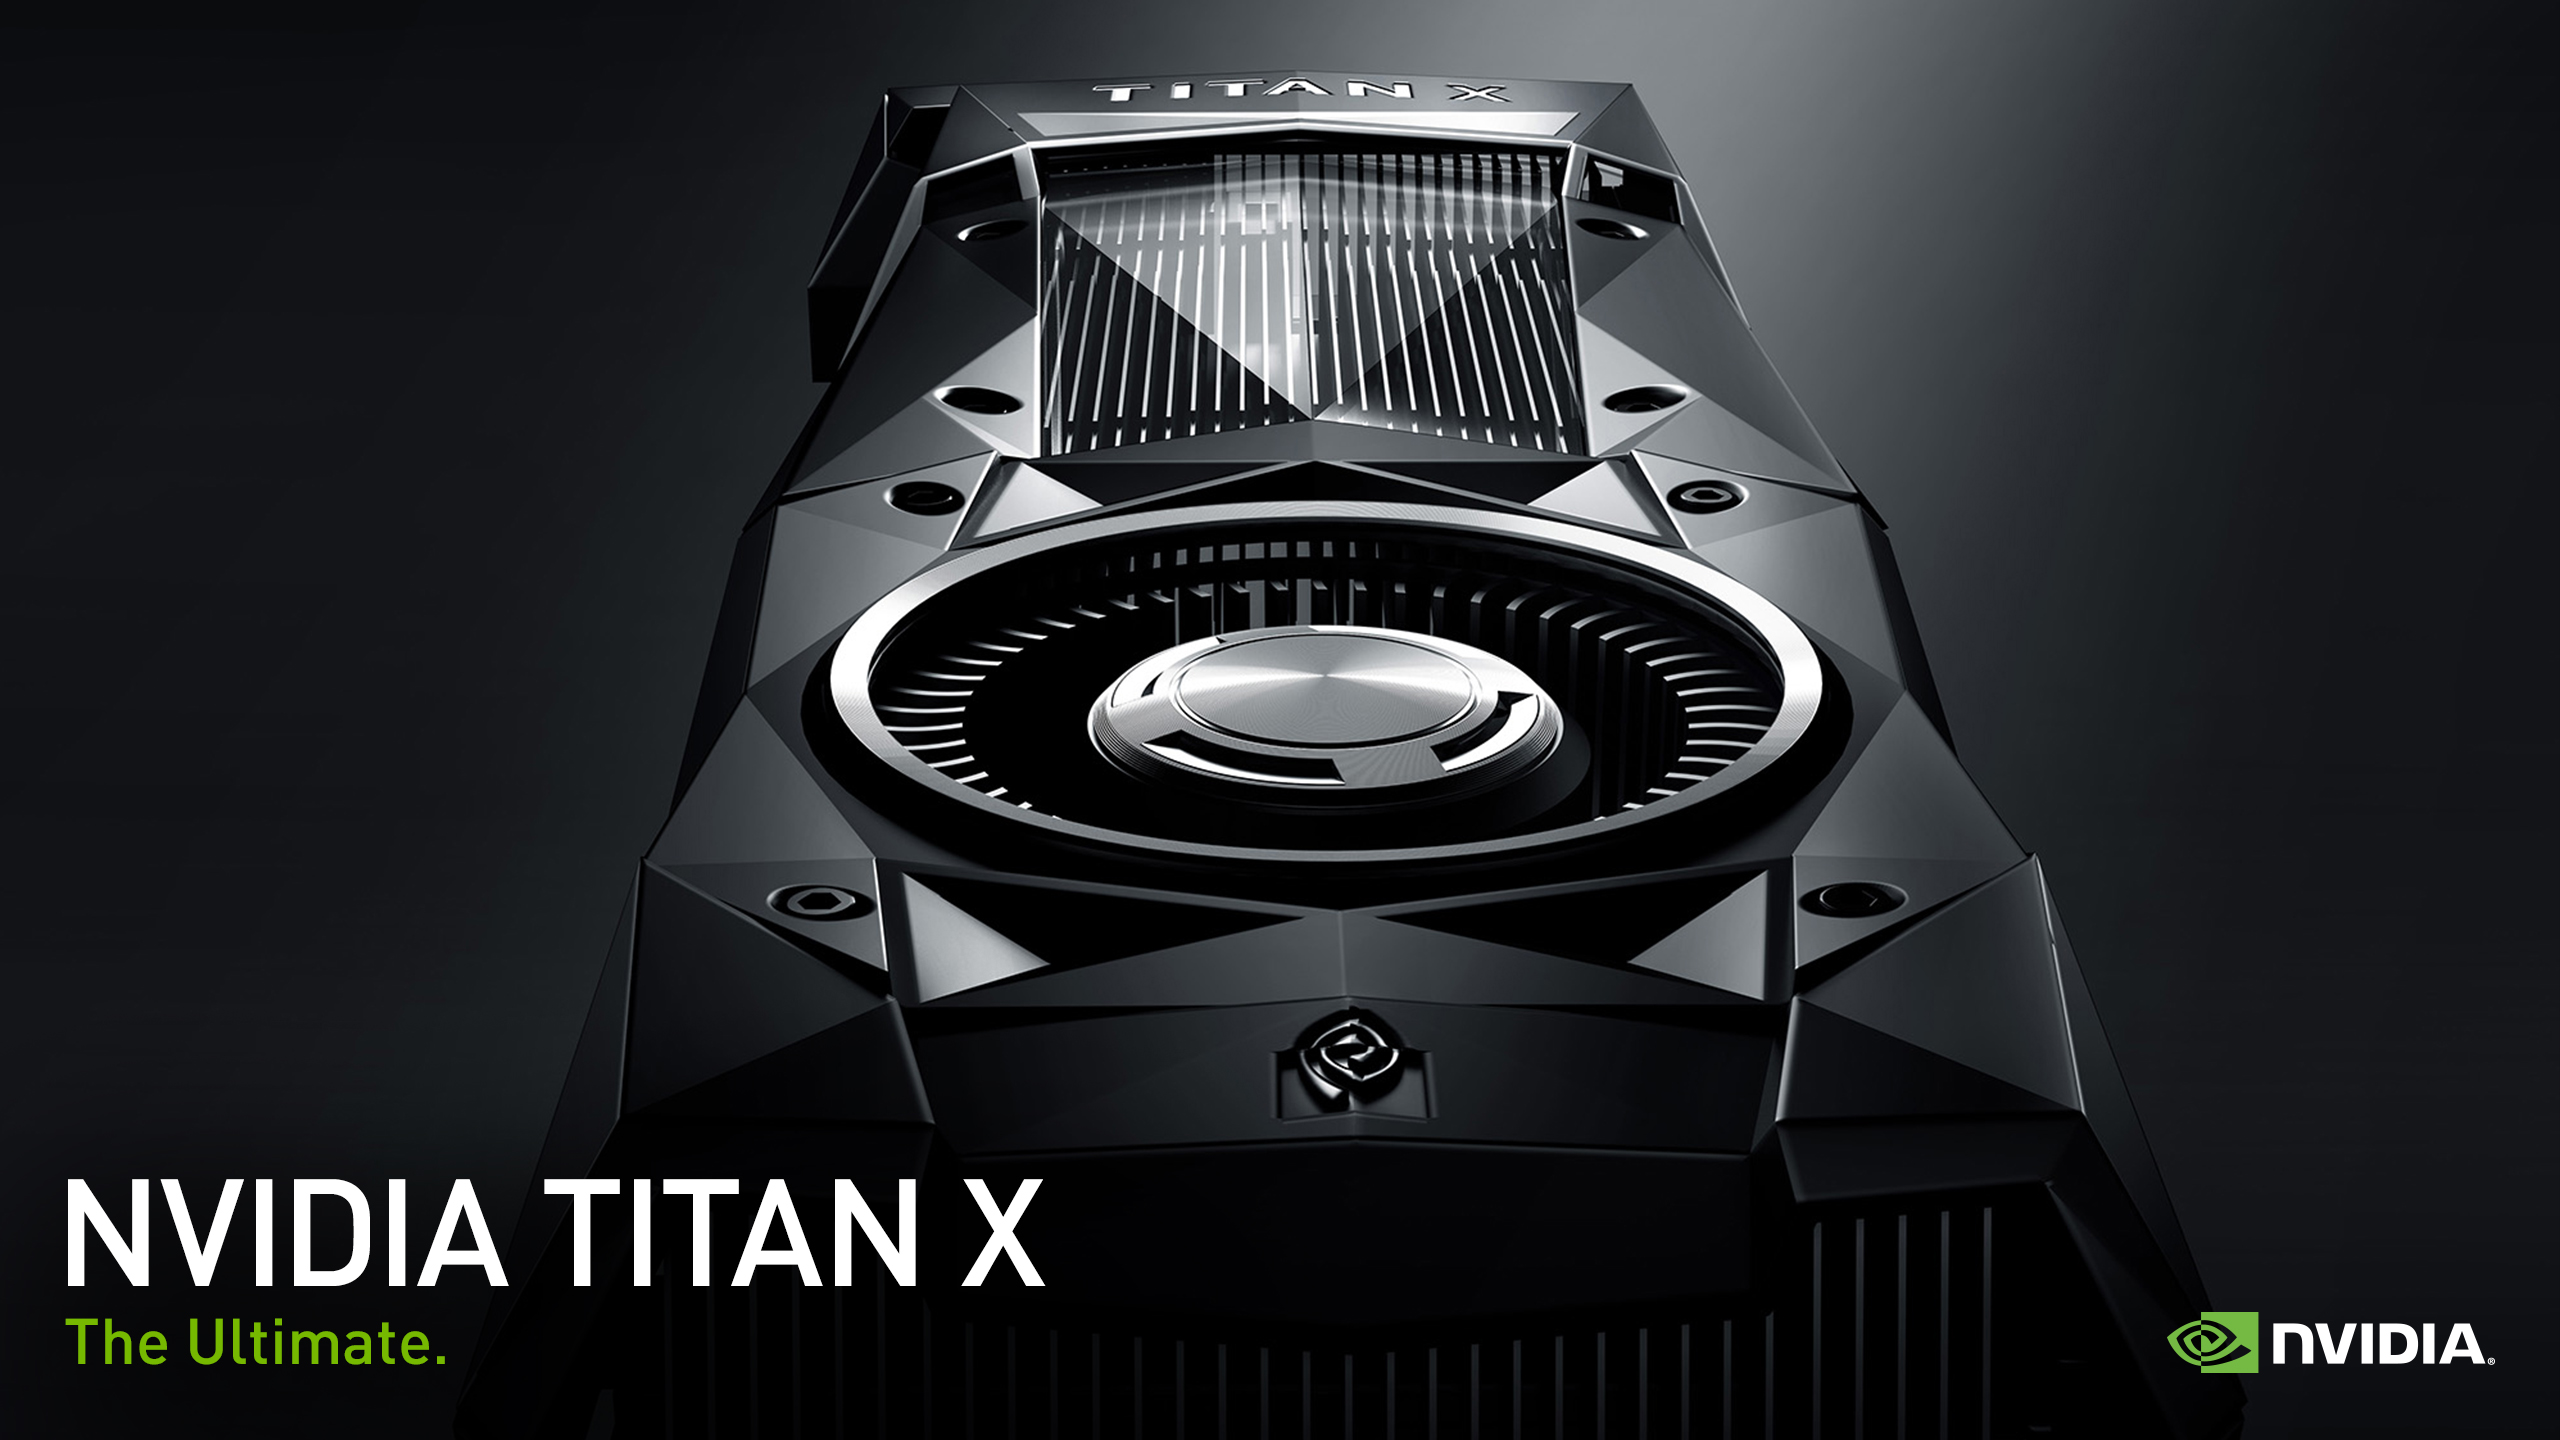 TITAN X
NVIDIA TITAN X
The Ultimate.
NVIDIA®